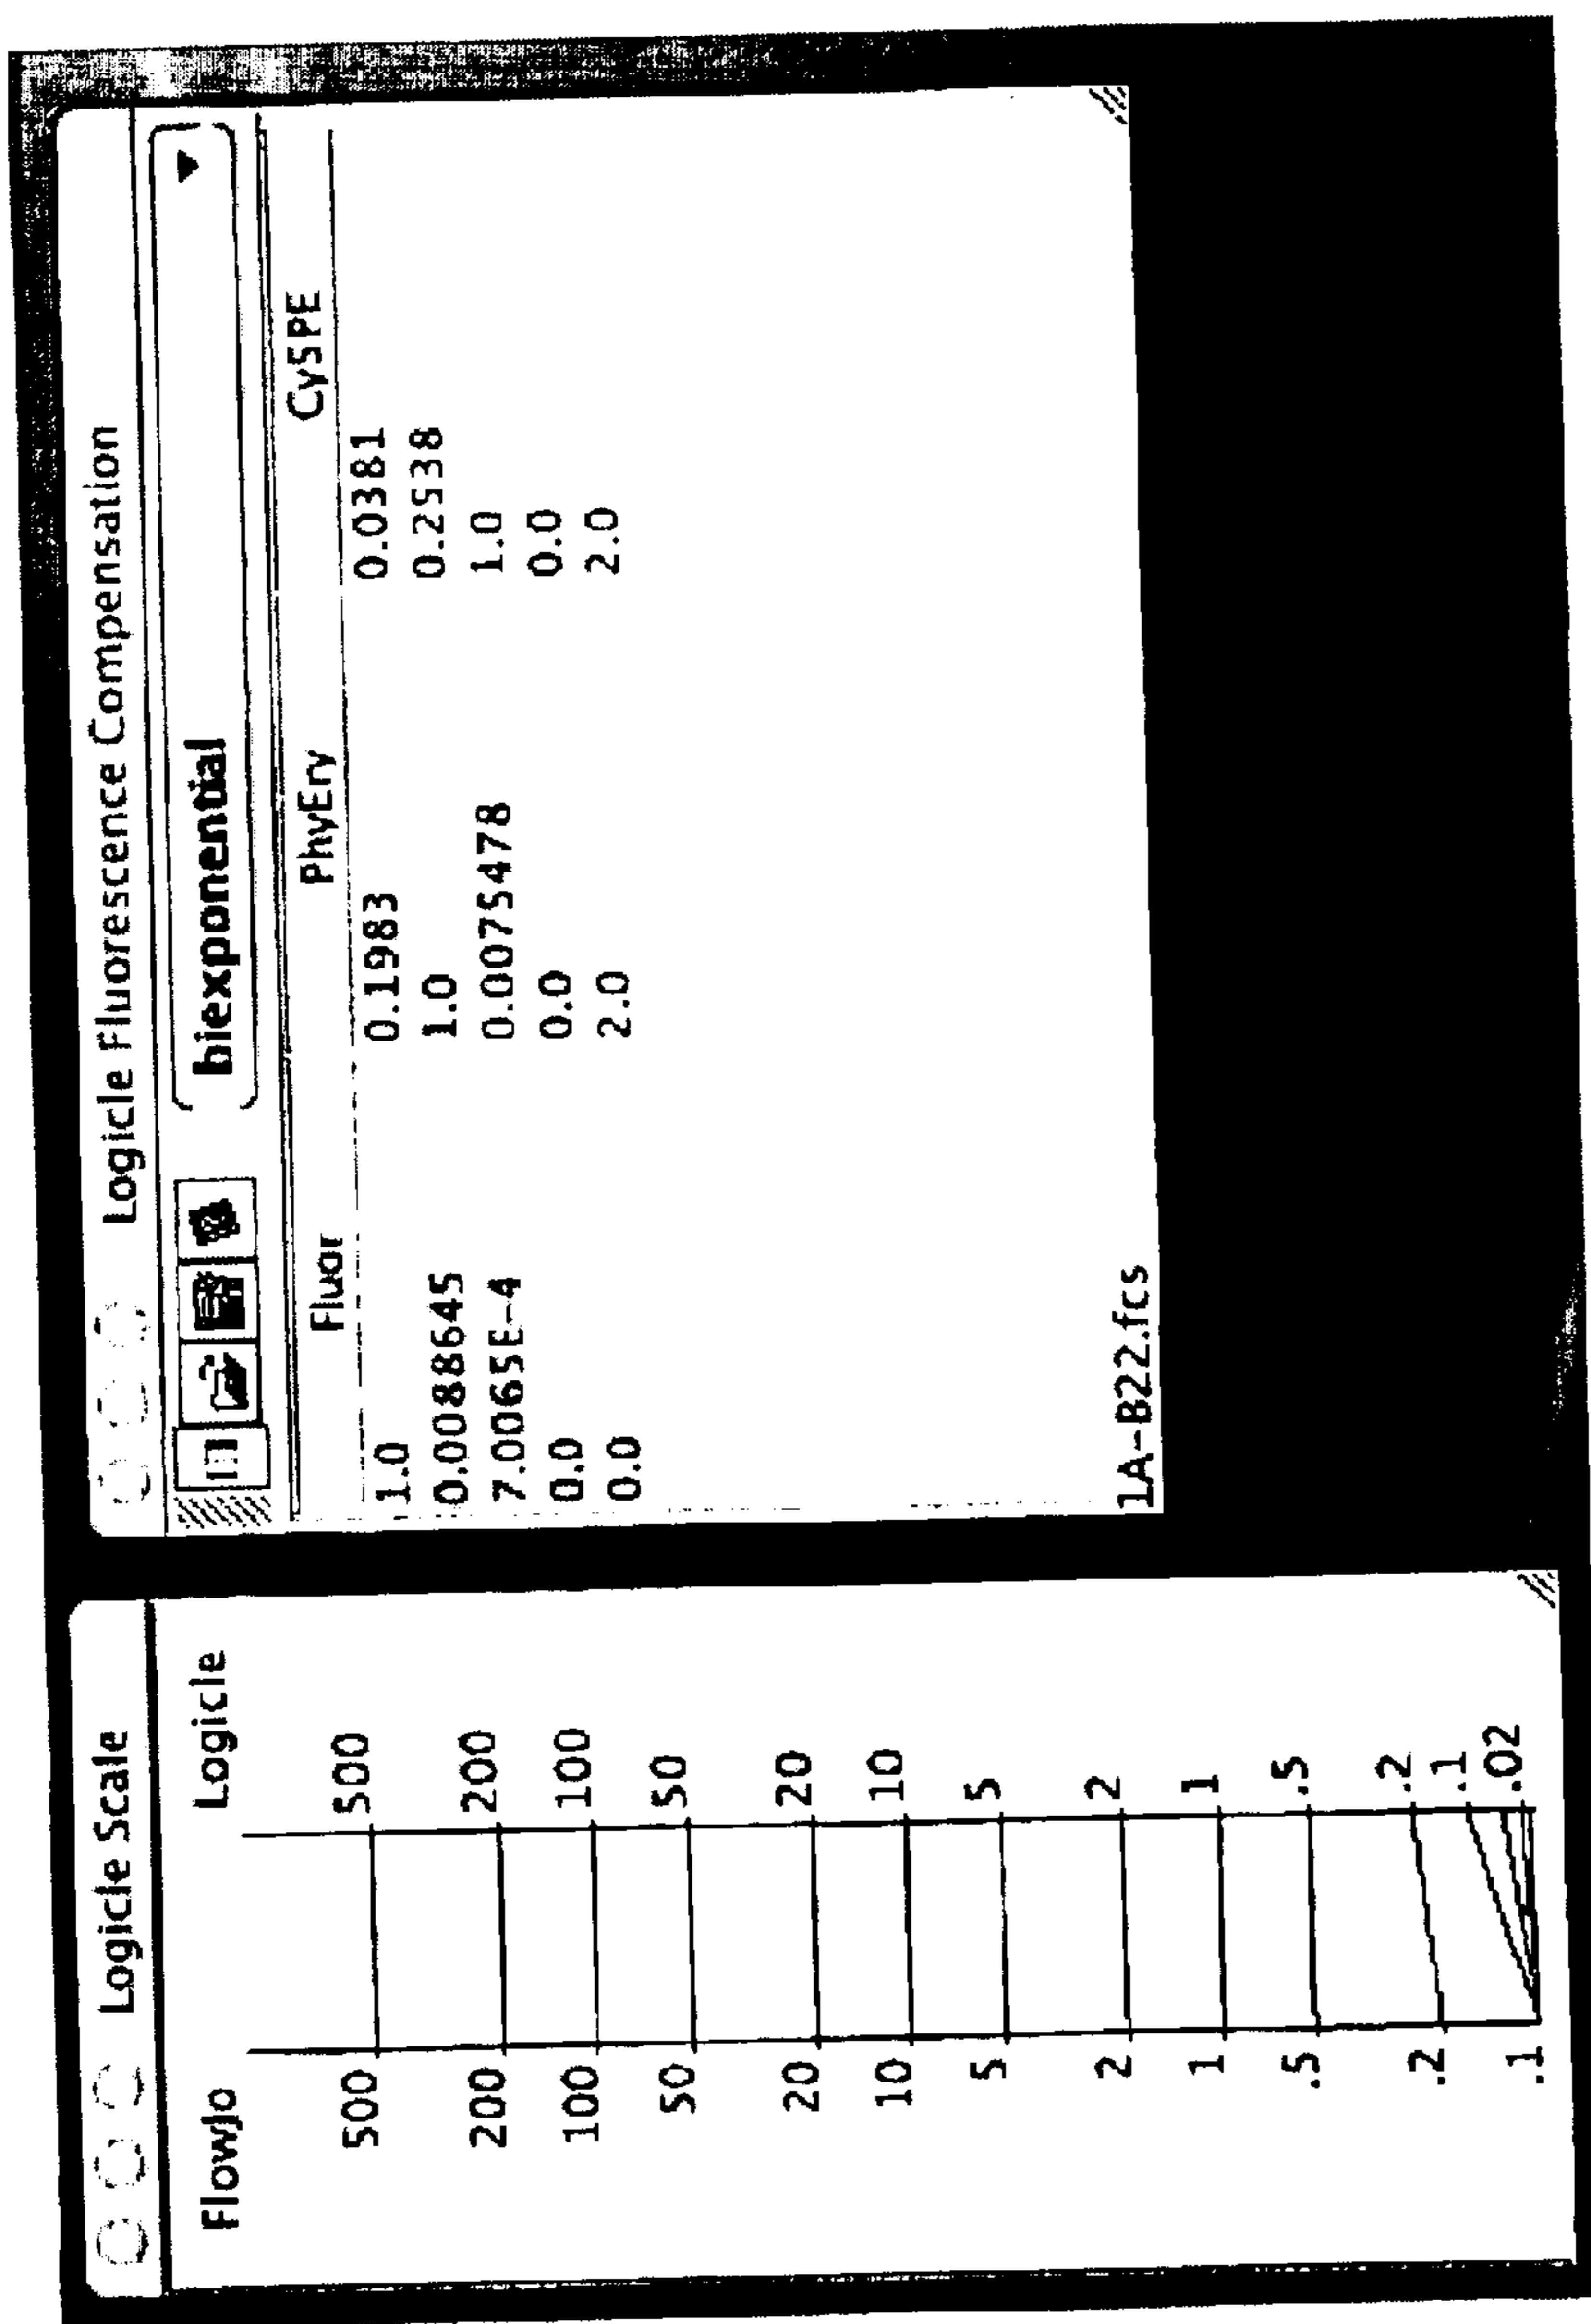 Logicle Scale
Flowjo Logicle
500 500
200 200
100 100
50 50
20 20
10 10
5 5
2 2
1 1
.5 .5
.2 .2
.1
.1 .02
Logicle Fluorescence Compensation
biexponential
Fluor PhyEry Cy5PE
1.0 0.1983 0.0381
0.0088645 1.0 0.2538
7.0065E-4 0.0075478 1.0
0.0 0.0 0.0
0.0 2.0 2.0
1A-B22.fcs